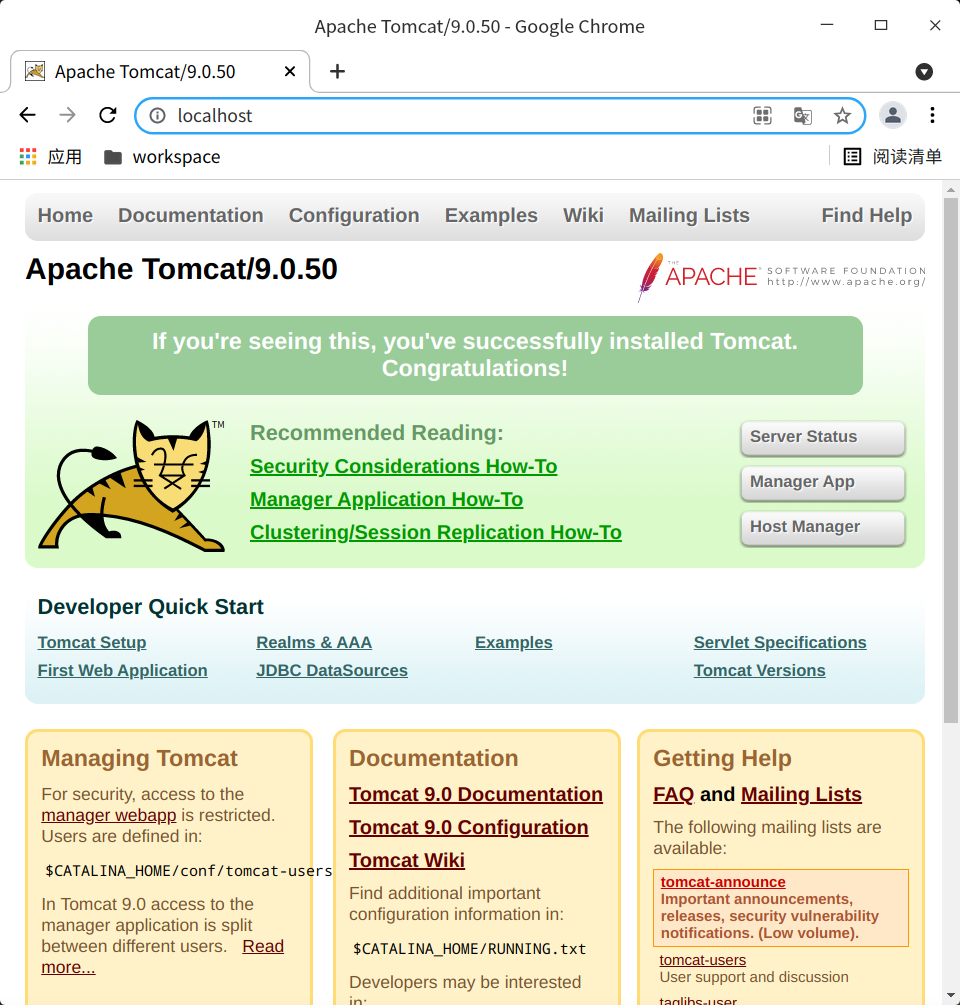 Apache Tomcat/9.0.50 - Google Chrome
Apache Tomcat/9.0.50
localhost
应用 workspace 阅读清单
Home Documentation Configuration Examples Wiki Mailing Lists Find Help
Apache Tomcat/9.0.50
THE APACHE SOFTWARE FOUNDATION
http://www.apache.org/
If you're seeing this, you've successfully installed Tomcat.
Congratulations!
TM
Recommended Reading:
Security Considerations How-To
Manager Application How-To
Clustering/Session Replication How-To
Server Status
Manager App
Host Manager
Developer Quick Start
Tomcat Setup
First Web Application
Realms & AAA
JDBC DataSources
Examples
Servlet Specifications
Tomcat Versions
Managing Tomcat
For security, access to the
manager webapp is restricted.
Users are defined in:
$CATALINA_HOME/conf/tomcat-users
In Tomcat 9.0 access to the
manager application is split
between different users. Read
more...
Documentation
Tomcat 9.0 Documentation
Tomcat 9.0 Configuration
Tomcat Wiki
Find additional important
configuration information in:
$CATALINA_HOME/RUNNING.txt
Developers may be interested
in:
Getting Help
FAQ and Mailing Lists
The following mailing lists are
available:
tomcat-announce
Important announcements,
releases, security vulnerability
notifications. (Low volume).
tomcat-users
User support and discussion
taglibs-user